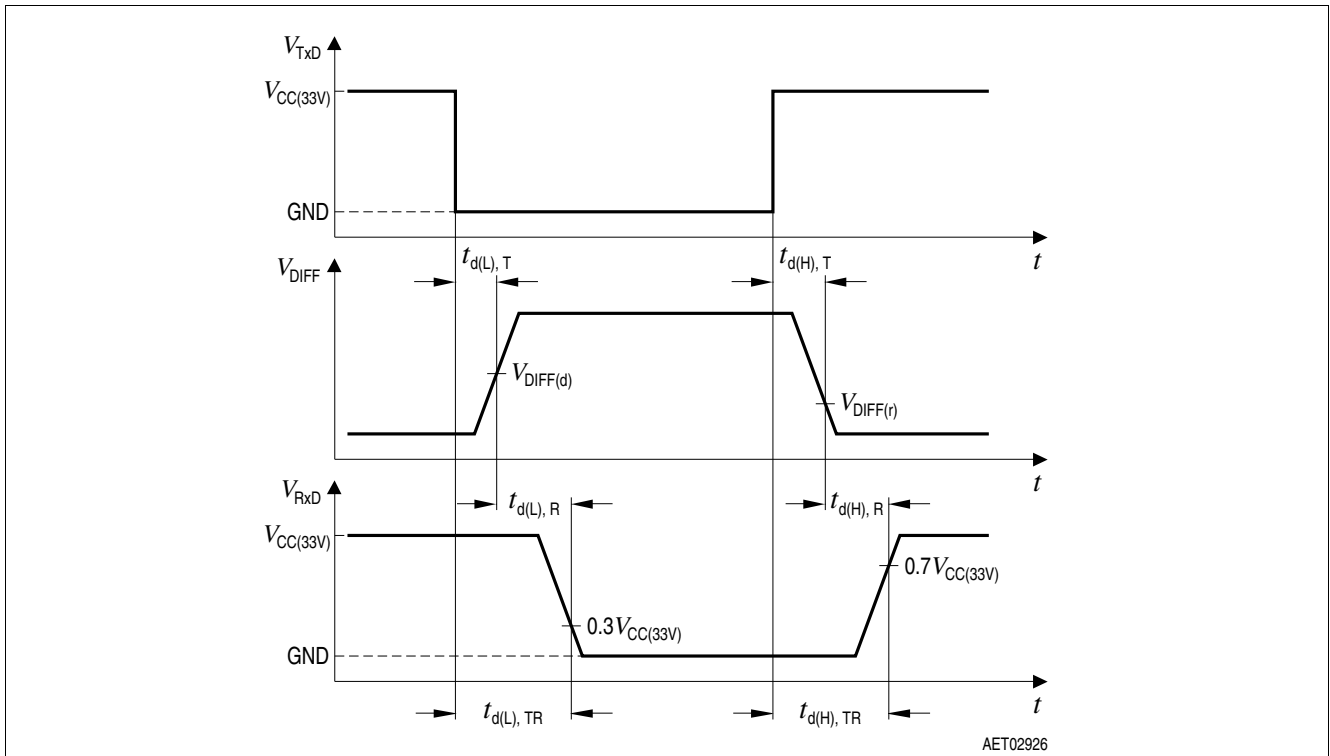 V_TxD
V_CC(33V)
GND
t
t_d(L), T
t_d(H), T
V_DIFF
V_DIFF(d)
V_DIFF(r)
t
V_RxD
t_d(L), R
t_d(H), R
V_CC(33V)
0.7V_CC(33V)
0.3V_CC(33V)
GND
t
t_d(L), TR
t_d(H), TR
AET02926